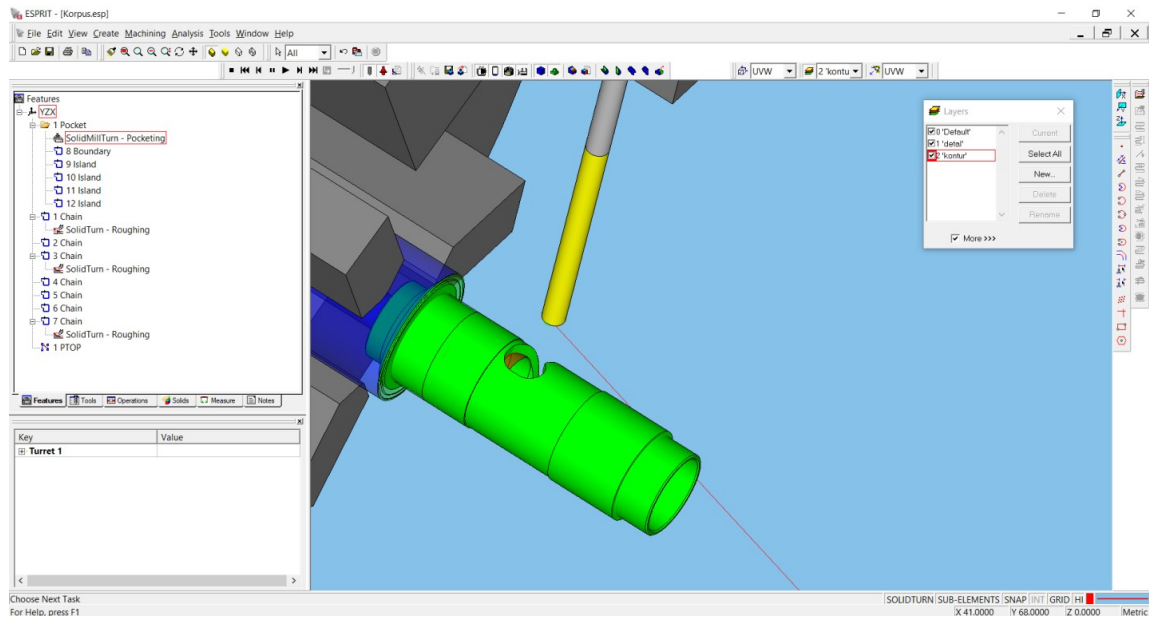 ESPRIT - [Korpus.esp]
File Edit View Create Machining Analysis Tools Window Help
All
UVW 2 'kontu UVW
Features
YZX
1 Pocket
SolidMillTurn - Pocketing
8 Boundary
9 Island
10 Island
11 Island
12 Island
1 Chain
SolidTurn - Roughing
2 Chain
3 Chain
SolidTurn - Roughing
4 Chain
5 Chain
6 Chain
7 Chain
SolidTurn - Roughing
1 PTOP
Features Tools Operations Solids Measure Notes
Key Value
Turret 1
Layers
0 'Default'
1 'detal'
2 'kontur'
Current
Select All
New...
Delete
Rename
More >>>
Choose Next Task
SOLIDTURN SUB-ELEMENTS SNAP INT GRID HI
For Help, press F1
X 41.0000 Y 68.0000 Z 0.0000 Metric